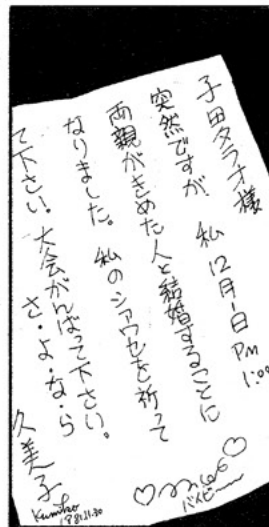 子田タラオ様
突然ですが 私 12月1日 PM 1:00
両親がきめた人と結婚することに
なりました。 私のシアワセを祈って
て下さい。 大会がんばって下さい。
さ・よ・な・ら
久美子
バイビー
Kumiko
1981.11.30